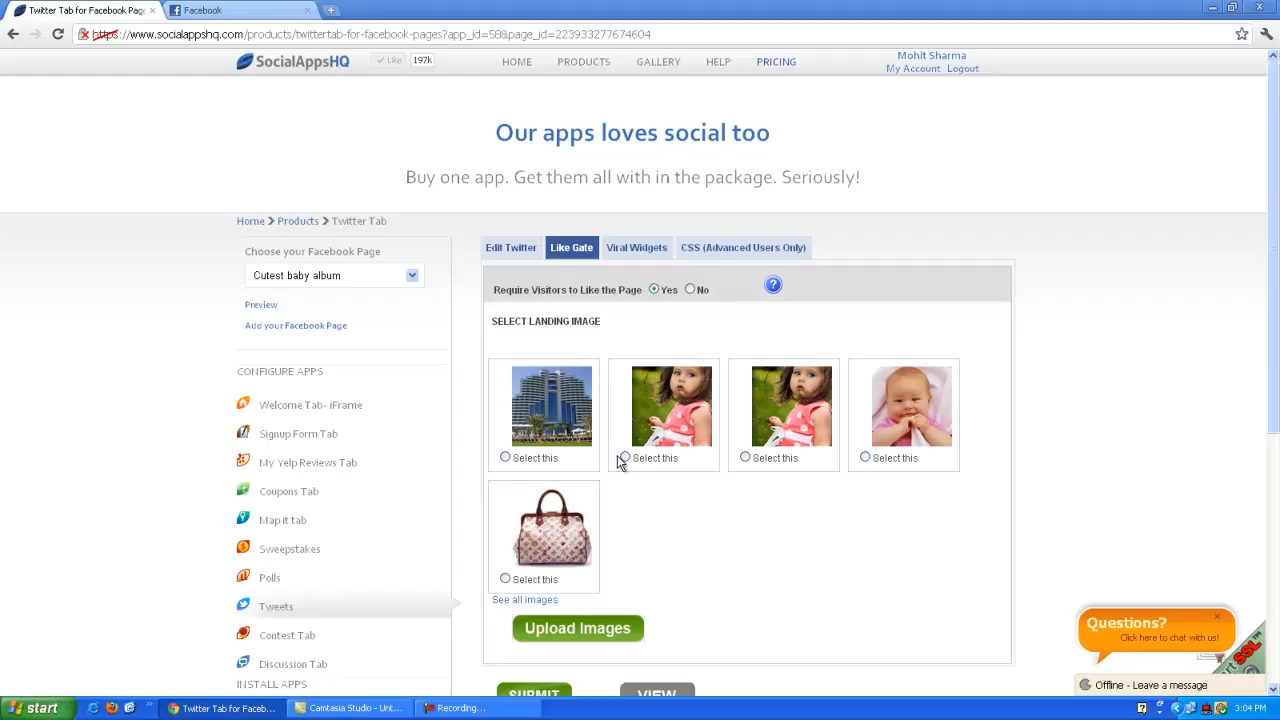 Twitter Tab for Facebook Page
Facebook
https://www.socialappshq.com/products/twittertab-for-facebook-pages?app_id=58&page_id=223933277674604
SocialAppsHQ
Like
197k
HOME
PRODUCTS
GALLERY
HELP
PRICING
Mohit Sharma
My Account Logout
Our apps loves social too
Buy one app. Get them all with in the package. Seriously!
Home > Products > Twitter Tab
Choose your Facebook Page
Cutest baby album
Preview
Add your Facebook Page
CONFIGURE APPS
Welcome Tab- iFrame
Signup Form Tab
My Yelp Reviews Tab
Coupons Tab
Map it tab
Sweepstakes
Polls
Tweets
Contest Tab
Discussion Tab
INSTALL APPS
Edit Twitter
Like Gate
Viral Widgets
CSS (Advanced Users Only)
Require Visitors to Like the Page Yes No
?
SELECT LANDING IMAGE
Select this
Select this
Select this
Select this
Select this
See all images
Upload Images
SUBMIT
VIEW
Questions?
Click here to chat with us!
SSL™
Offline - Leave a message
start
Twitter Tab for Faceb...
Camtasia Studio - Unt...
Recording...
3:04 PM